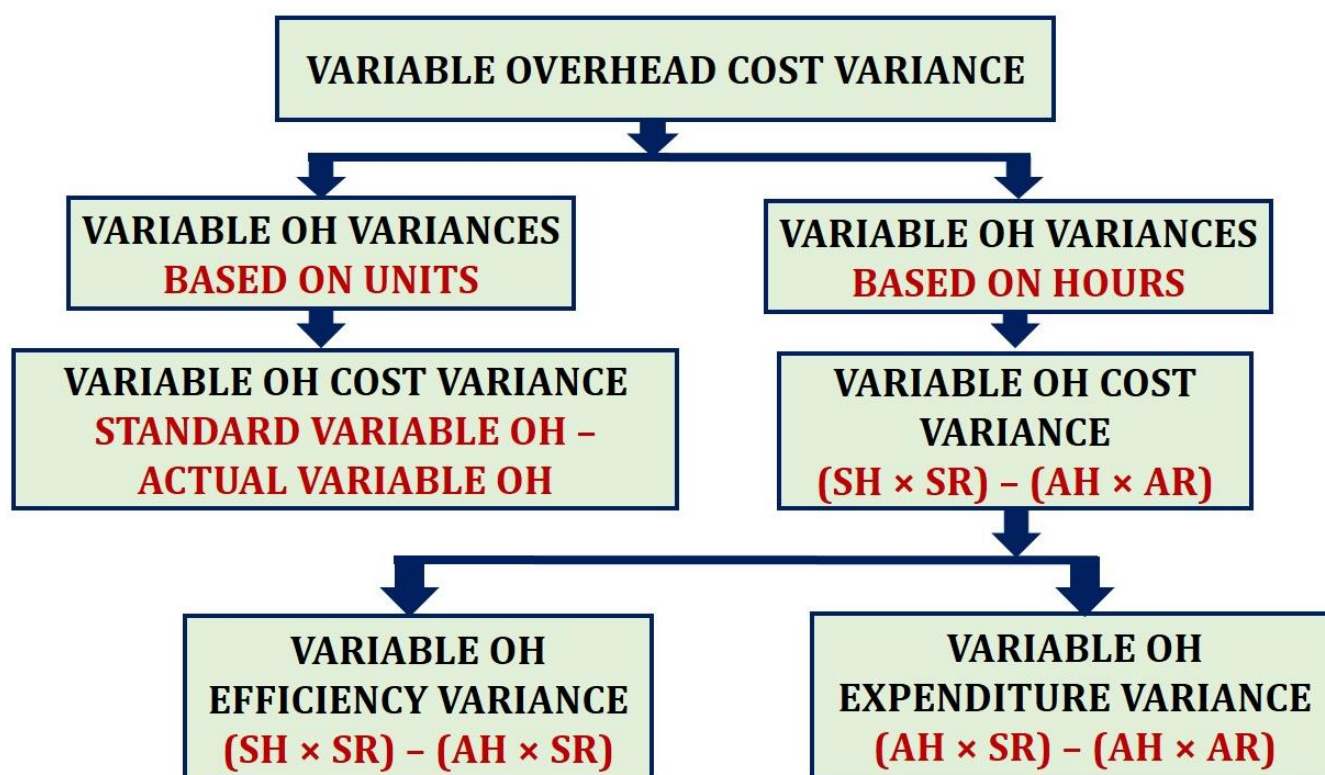 VARIABLE OVERHEAD COST VARIANCE
VARIABLE OH VARIANCES
BASED ON UNITS
VARIABLE OH VARIANCES
BASED ON HOURS
VARIABLE OH COST VARIANCE
STANDARD VARIABLE OH –
ACTUAL VARIABLE OH
VARIABLE OH COST
VARIANCE
(SH × SR) – (AH × AR)
VARIABLE OH
EFFICIENCY VARIANCE
(SH × SR) – (AH × SR)
VARIABLE OH
EXPENDITURE VARIANCE
(AH × SR) – (AH × AR)